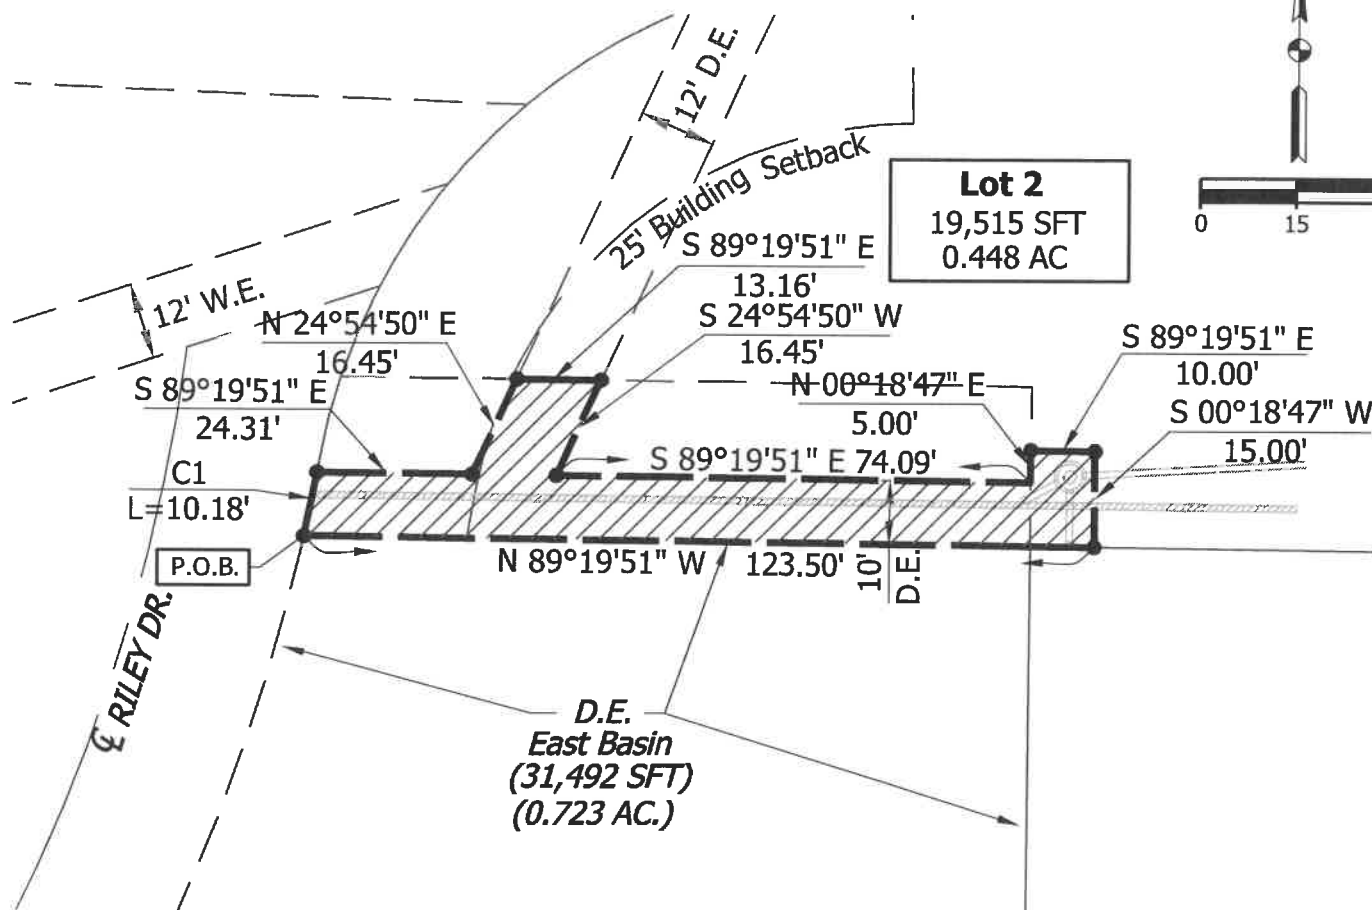 12' D.E.
25' Building Setback
Lot 2
19,515 SFT
0.448 AC
0 15
12' W.E.
S 89°19'51" E
13.16'
N 24°54'50" E
16.45'
S 24°54'50" W
16.45'
S 89°19'51" E
10.00'
S 89°19'51" E
24.31'
N 00°18'47" E
5.00'
S 00°18'47" W
15.00'
C1
L=10.18'
S 89°19'51" E 74.09'
P.O.B.
N 89°19'51" W 123.50'
10'
D.E.
℄ RILEY DR.
D.E.
East Basin
(31,492 SFT)
(0.723 AC.)